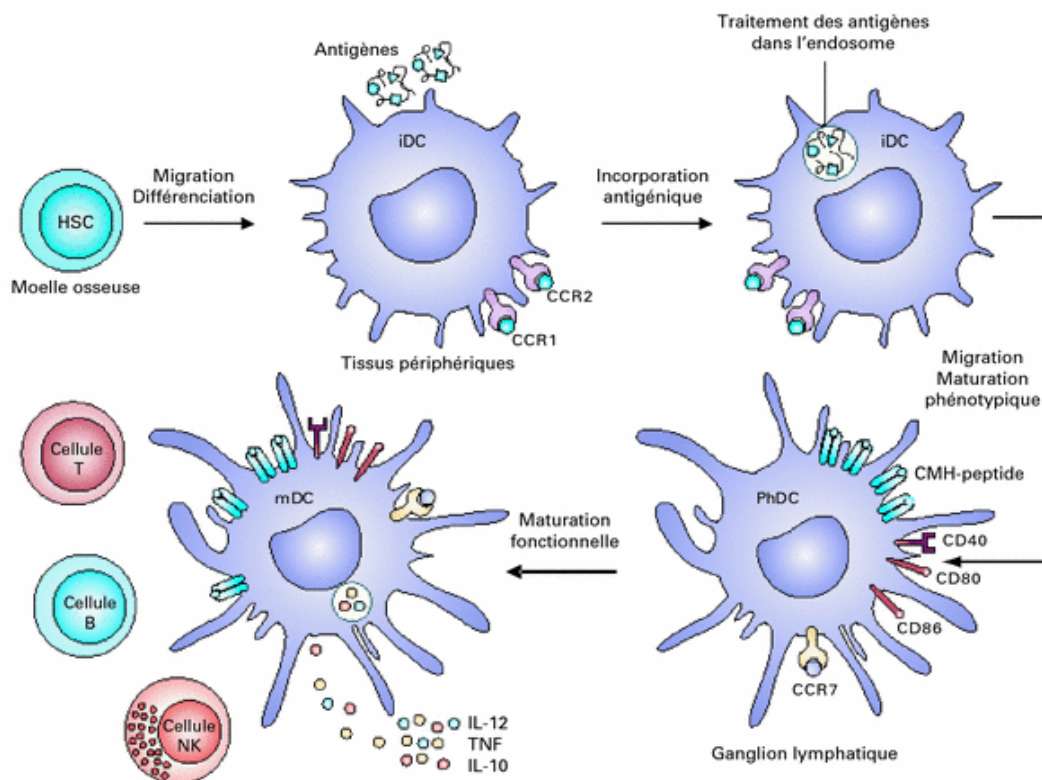 Antigènes
Traitement des antigènes
dans l'endosome
iDC
iDC
HSC
Moelle osseuse
Migration
Différenciation
Incorporation
antigénique
CCR2
CCR1
Tissus périphériques
Migration
Maturation
phénotypique
Cellule
T
mDC
PhDC
CMH-peptide
Maturation
fonctionnelle
CD40
CD80
CD86
Cellule
B
CCR7
Cellule
NK
IL-12
TNF
IL-10
Ganglion lymphatique